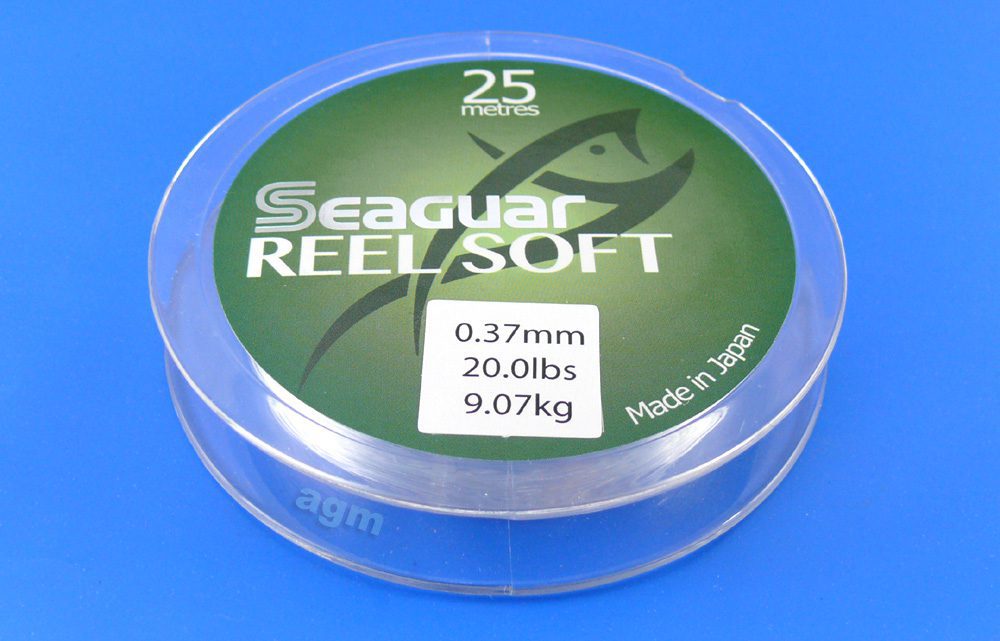 25
metres
SEAGUAR
REEL SOFT
0.37mm
20.0lbs
9.07kg
Made in Japan
agm